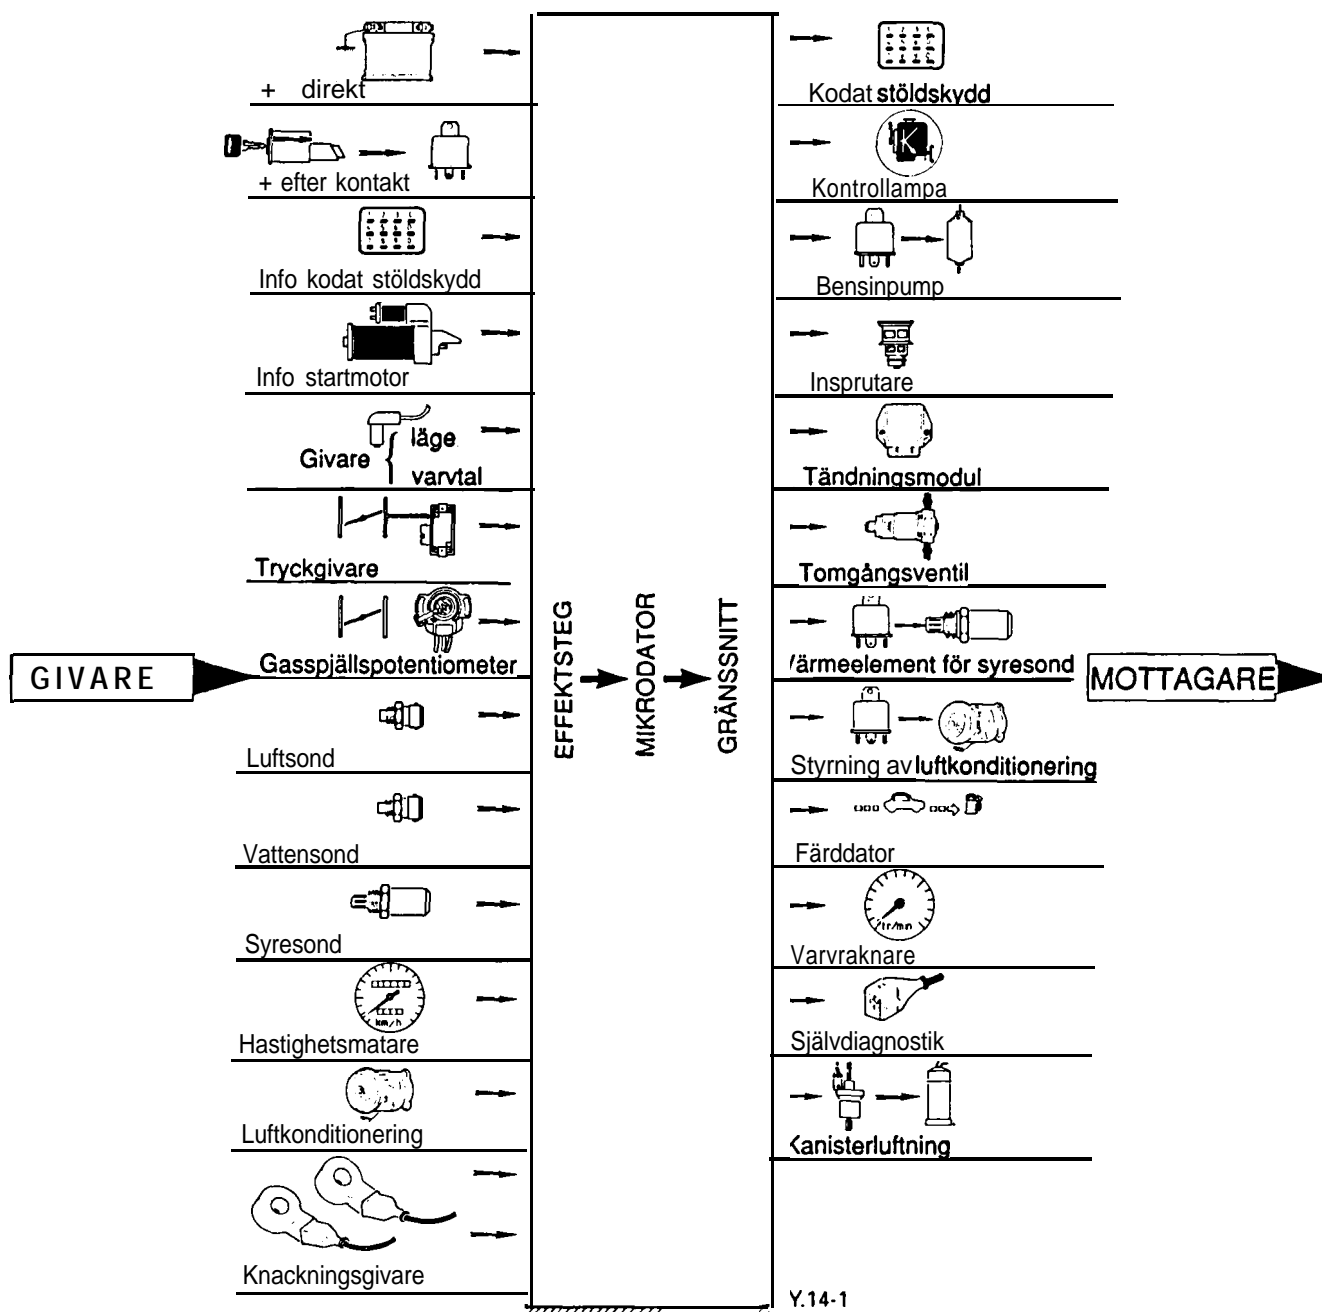 + direkt
+ efter kontakt
Info kodat stöldskydd
Info startmotor
Givare { läge
varvtal
Tryckgivare
Gasspjällspotentiometer
GIVARE
Luftsond
Vattensond
Syresond
km/h
Hastighetsmatare
Luftkonditionering
Knackningsgivare
EFFEKTSTEG
MIKRODATOR
GRÄNSSNITT
Kodat stöldskydd
K
Kontrollampa
Bensinpump
Insprutare
Tändningsmodul
Tomgångsventil
Värmeelement för syresond
MOTTAGARE
Styrning av luftkonditionering
Färddator
tr/min
Varvraknare
Självdiagnostik
Kanisterluftning
Y.14-1